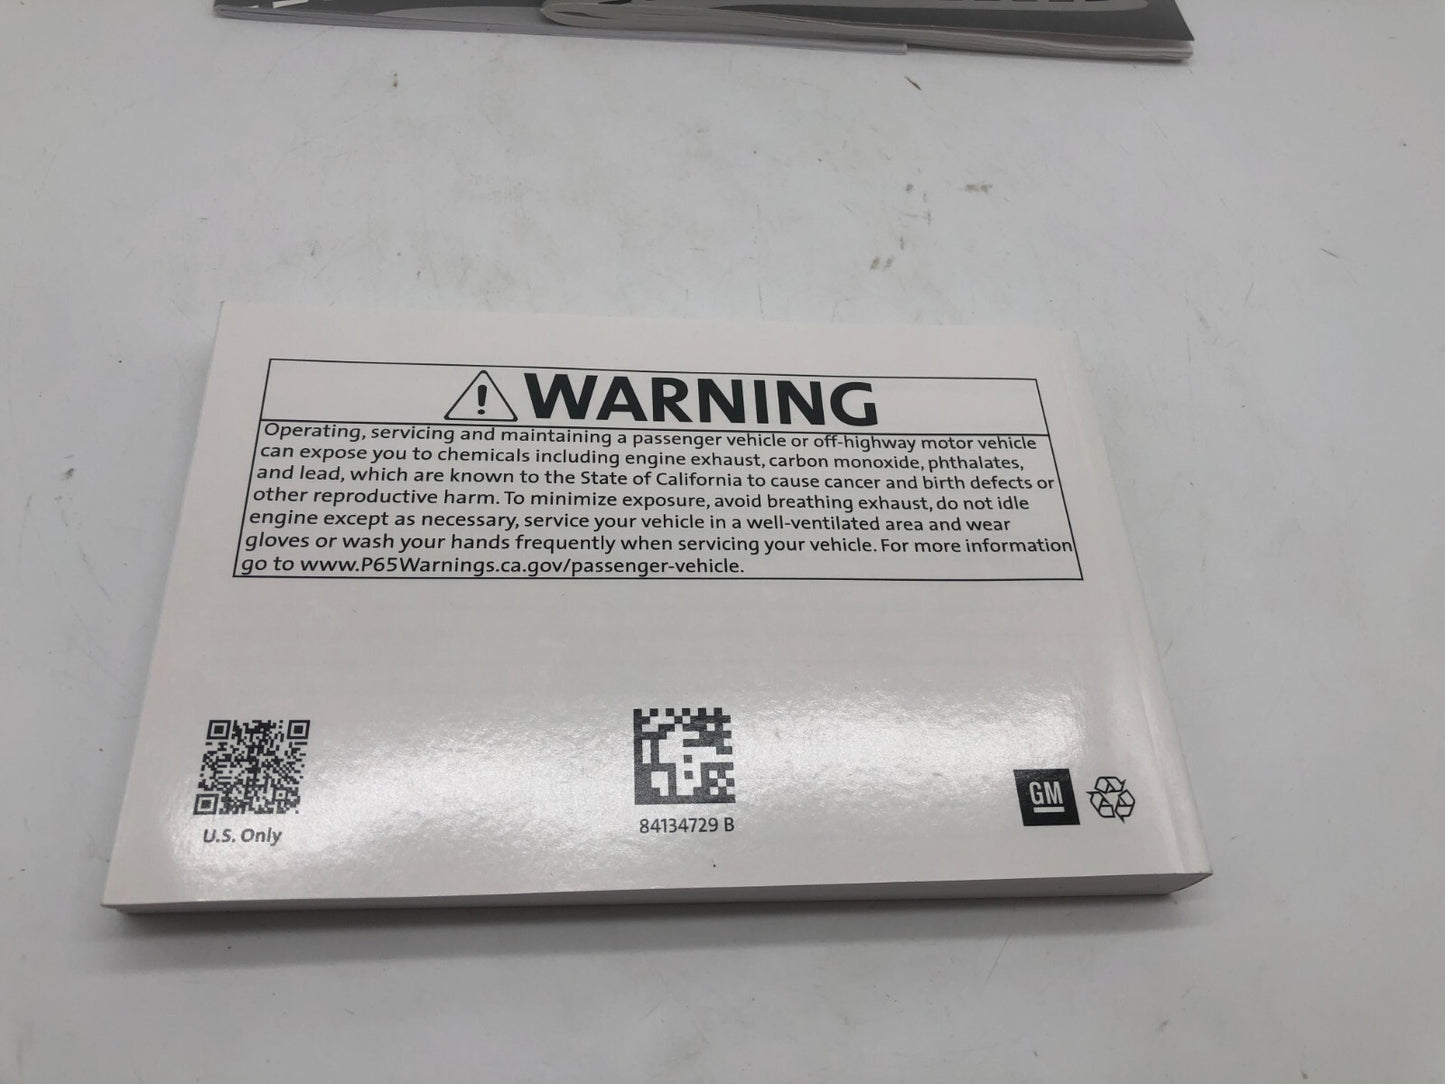 WARNING
Operating, servicing and maintaining a passenger vehicle or off-highway motor vehicle
can expose you to chemicals including engine exhaust, carbon monoxide, phthalates,
and lead, which are known to the State of California to cause cancer and birth defects or
other reproductive harm. To minimize exposure, avoid breathing exhaust, do not idle
engine except as necessary, service your vehicle in a well-ventilated area and wear
gloves or wash your hands frequently when servicing your vehicle. For more information
go to www.P65Warnings.ca.gov/passenger-vehicle.
U.S. Only
84134729 B
GM